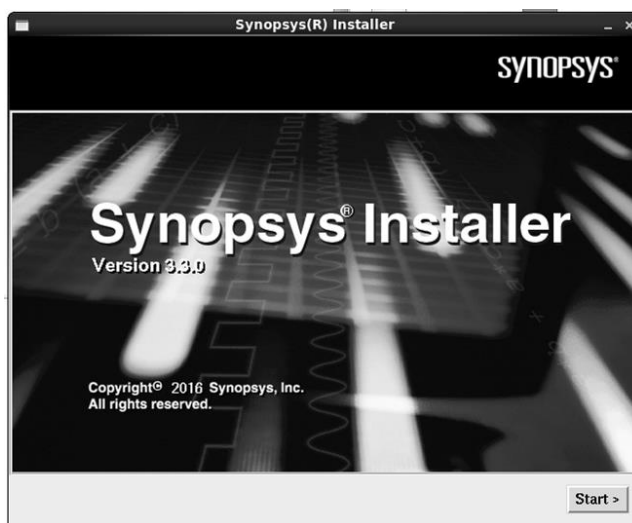 Synopsys(R) Installer
SYNOPSYS®
Synopsys® Installer
Version 3.3.0
Copyright© 2016 Synopsys, Inc.
All rights reserved.
Start >